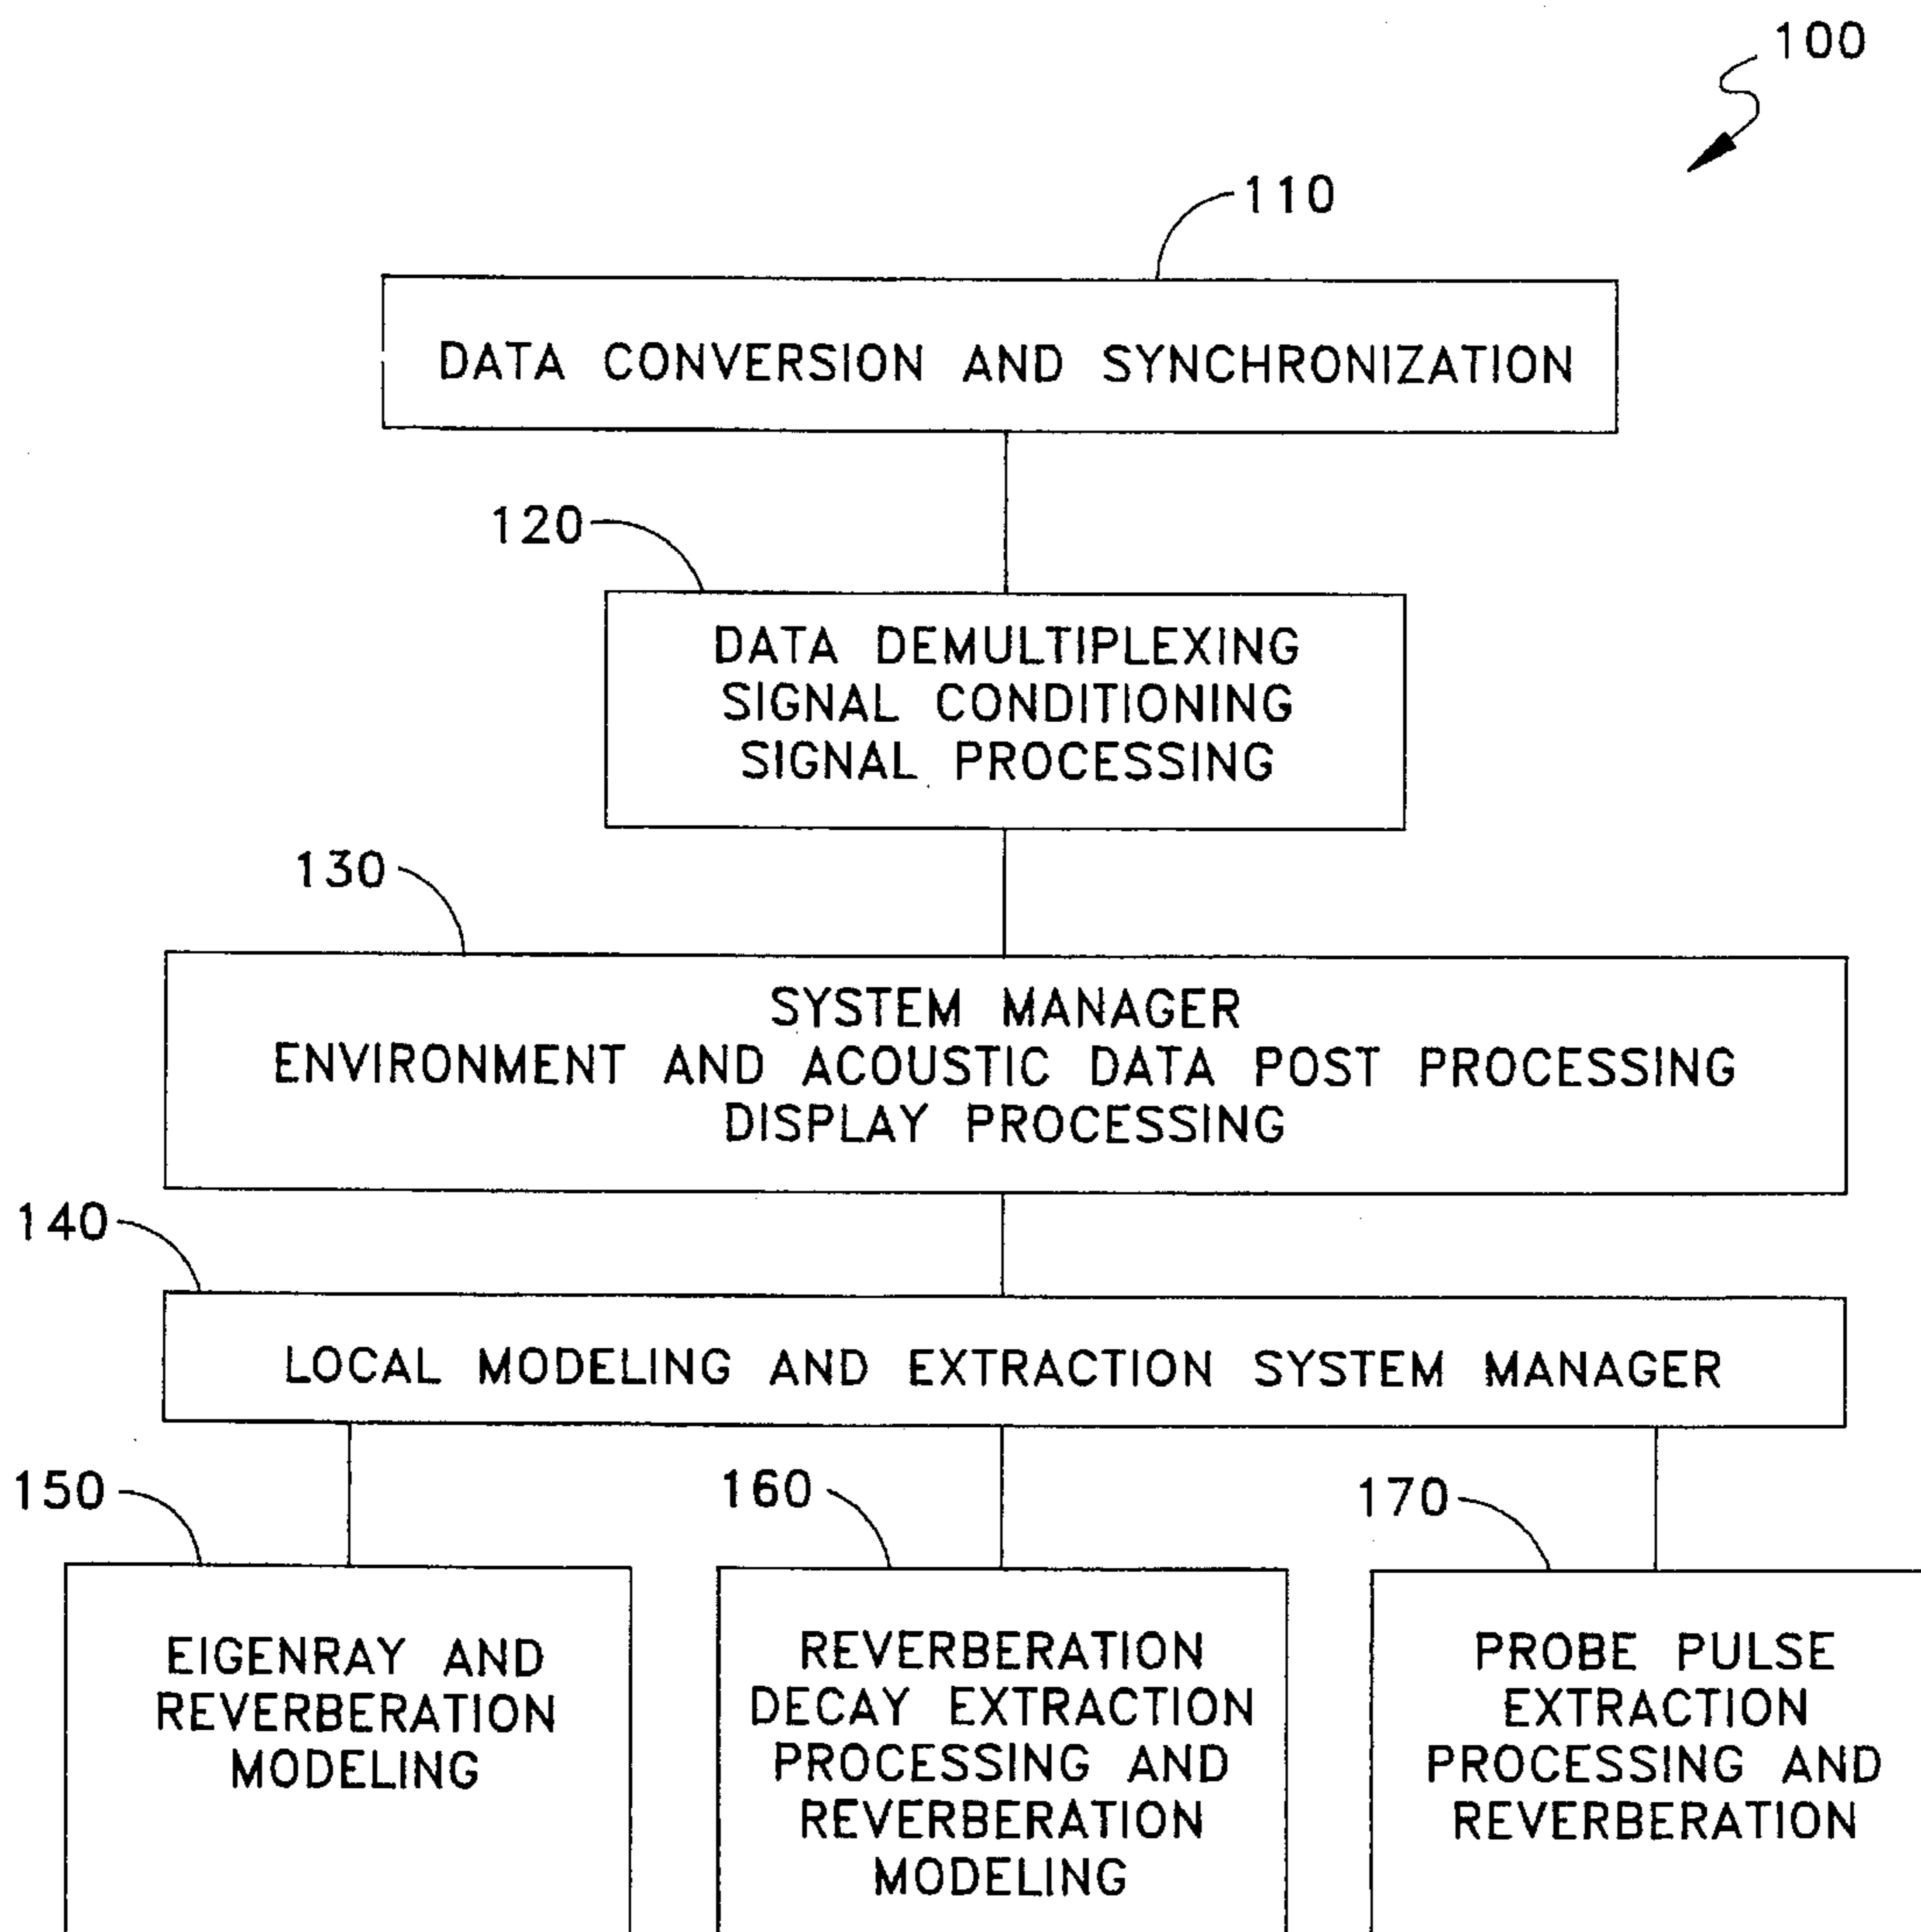 100
110
DATA CONVERSION AND SYNCHRONIZATION
120
DATA DEMULTIPLEXING
SIGNAL CONDITIONING
SIGNAL PROCESSING
130
SYSTEM MANAGER
ENVIRONMENT AND ACOUSTIC DATA POST PROCESSING
DISPLAY PROCESSING
140
LOCAL MODELING AND EXTRACTION SYSTEM MANAGER
150
EIGENRAY AND
REVERBERATION
MODELING
160
REVERBERATION
DECAY EXTRACTION
PROCESSING AND
REVERBERATION
MODELING
170
PROBE PULSE
EXTRACTION
PROCESSING AND
REVERBERATION